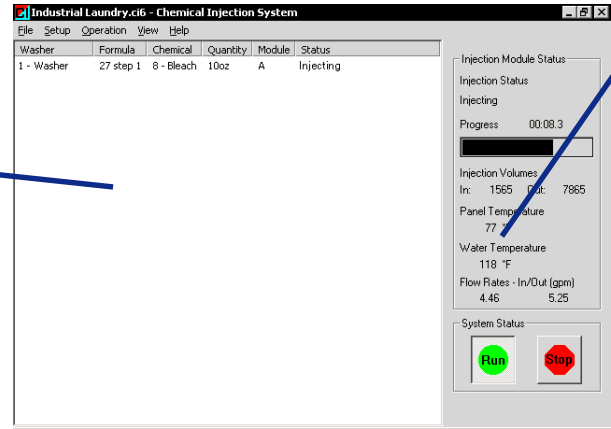 Industrial Laundry.ci6 - Chemical Injection System
File Setup Operation View Help
Washer Formula Chemical Quantity Module Status
1 - Washer 27 step 1 8 - Bleach 10oz A Injecting
Injection Module Status
Injection Status
Injecting
Progress 00:08.3
Injection Volumes
In: 1565 Out: 7865
Panel Temperature
77 °F
Water Temperature
118 °F
Flow Rates - In/Out (gpm)
4.46 5.25
System Status
Run Stop